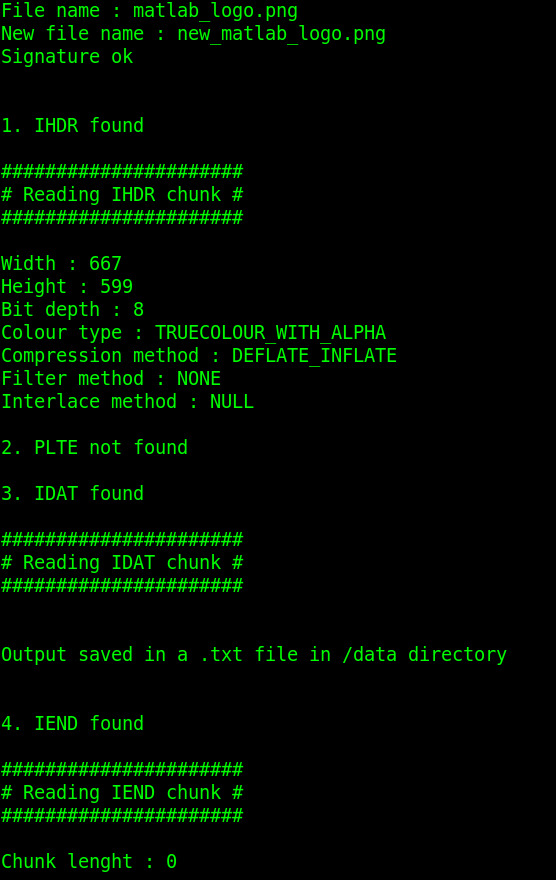 File name : matlab_logo.png
New file name : new_matlab_logo.png
Signature ok
1. IHDR found
######################
# Reading IHDR chunk #
######################
Width : 667
Height : 599
Bit depth : 8
Colour type : TRUECOLOUR_WITH_ALPHA
Compression method : DEFLATE_INFLATE
Filter method : NONE
Interlace method : NULL
2. PLTE not found
3. IDAT found
######################
# Reading IDAT chunk #
######################
Output saved in a .txt file in /data directory
4. IEND found
######################
# Reading IEND chunk #
######################
Chunk lenght : 0